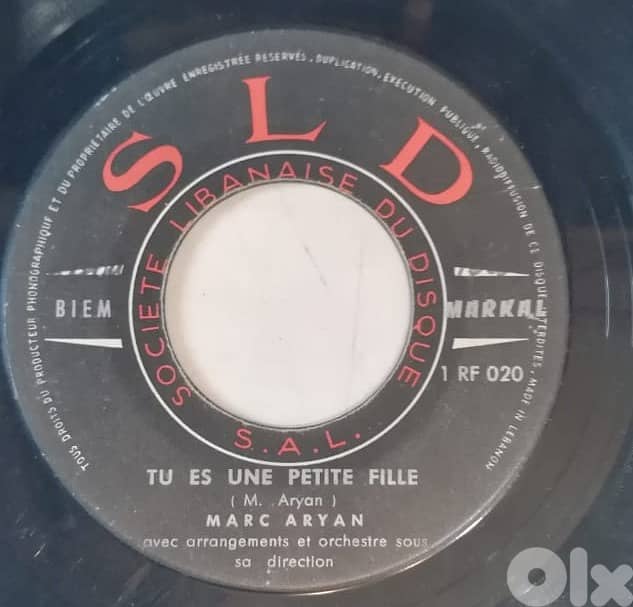 TOUS DROITS DU PRODUCTEUR PHONOGRAPHIQUE ET DU PROPRIETAIRE DE L'ŒUVRE ENREGISTRÉE RESERVÉS. DUPLICATION, EXECUTION PUBLIQUE, RADIODIFFUSION DE CE DISQUE INTERDITES. MADE IN LEBANON
SLD
SOCIETE LIBANAISE DU DISQUE
S.A.L.
BIEM
MARKAL
1 RF 020
TU ES UNE PETITE FILLE
( M. Aryan )
MARC ARYAN
avec arrangements et orchestre sous
sa direction
Olx